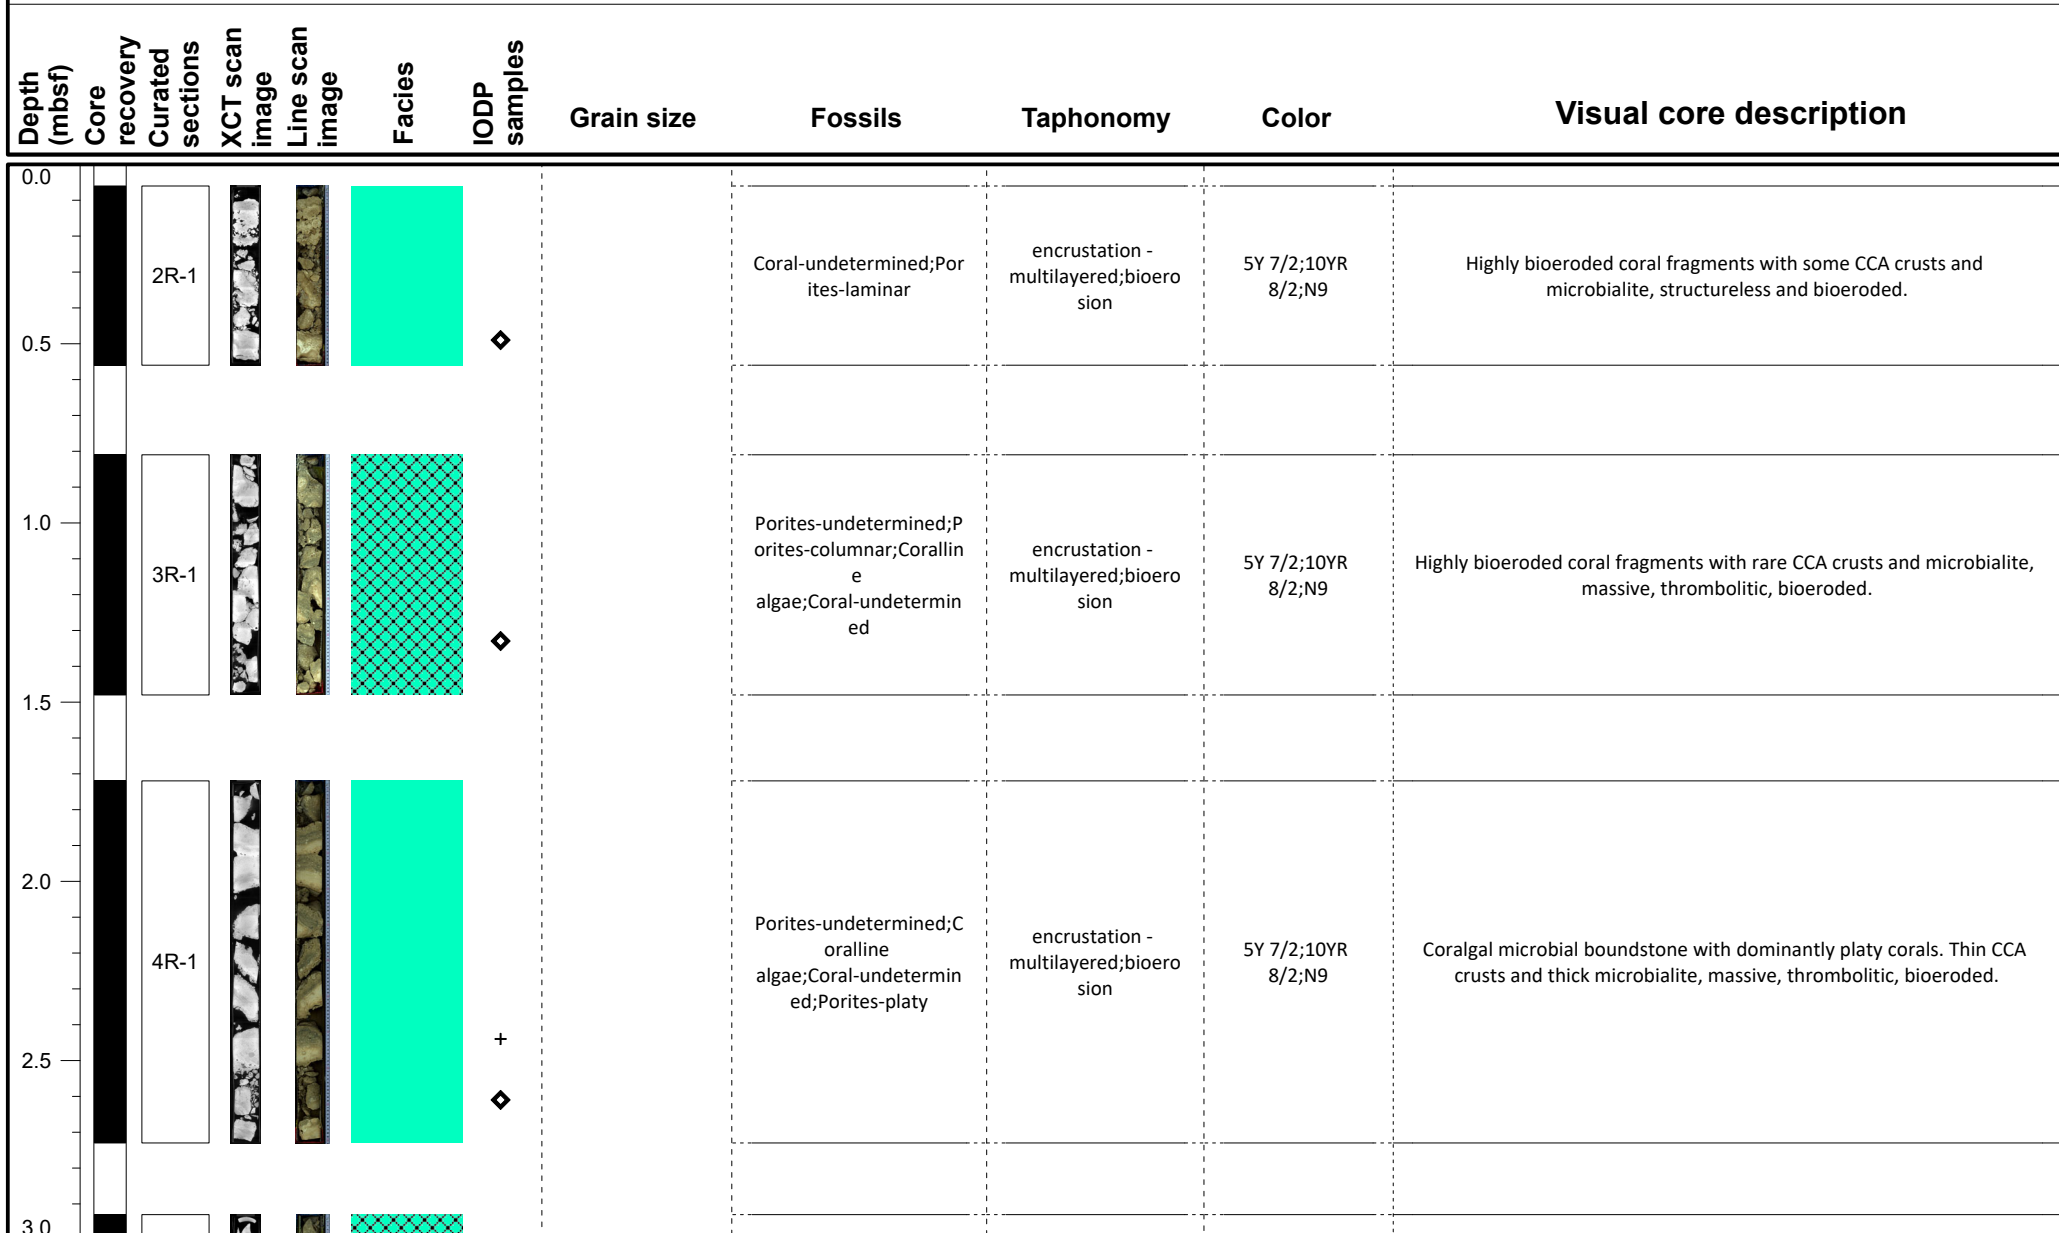 Depth
(mbsf)
Core
recovery
Curated
sections
XCT scan
image
Line scan
image
Facies
IODP
samples
Grain size
Fossils
Taphonomy
Color
Visual core description
0.0
2R-1
Coral-undetermined;Por
ites-laminar
encrustation -
multilayered;bioero
sion
5Y 7/2;10YR
8/2;N9
Highly bioeroded coral fragments with some CCA crusts and
microbialite, structureless and bioeroded.
0.5
1.0
3R-1
Porites-undetermined;P
orites-columnar;Corallin
e
algae;Coral-undetermin
ed
encrustation -
multilayered;bioero
sion
5Y 7/2;10YR
8/2;N9
Highly bioeroded coral fragments with rare CCA crusts and microbialite,
massive, thrombolitic, bioeroded.
1.5
2.0
4R-1
Porites-undetermined;C
oralline
algae;Coral-undetermin
ed;Porites-platy
encrustation -
multilayered;bioero
sion
5Y 7/2;10YR
8/2;N9
Coralgal microbial boundstone with dominantly platy corals. Thin CCA
crusts and thick microbialite, massive, thrombolitic, bioeroded.
+
2.5
3.0